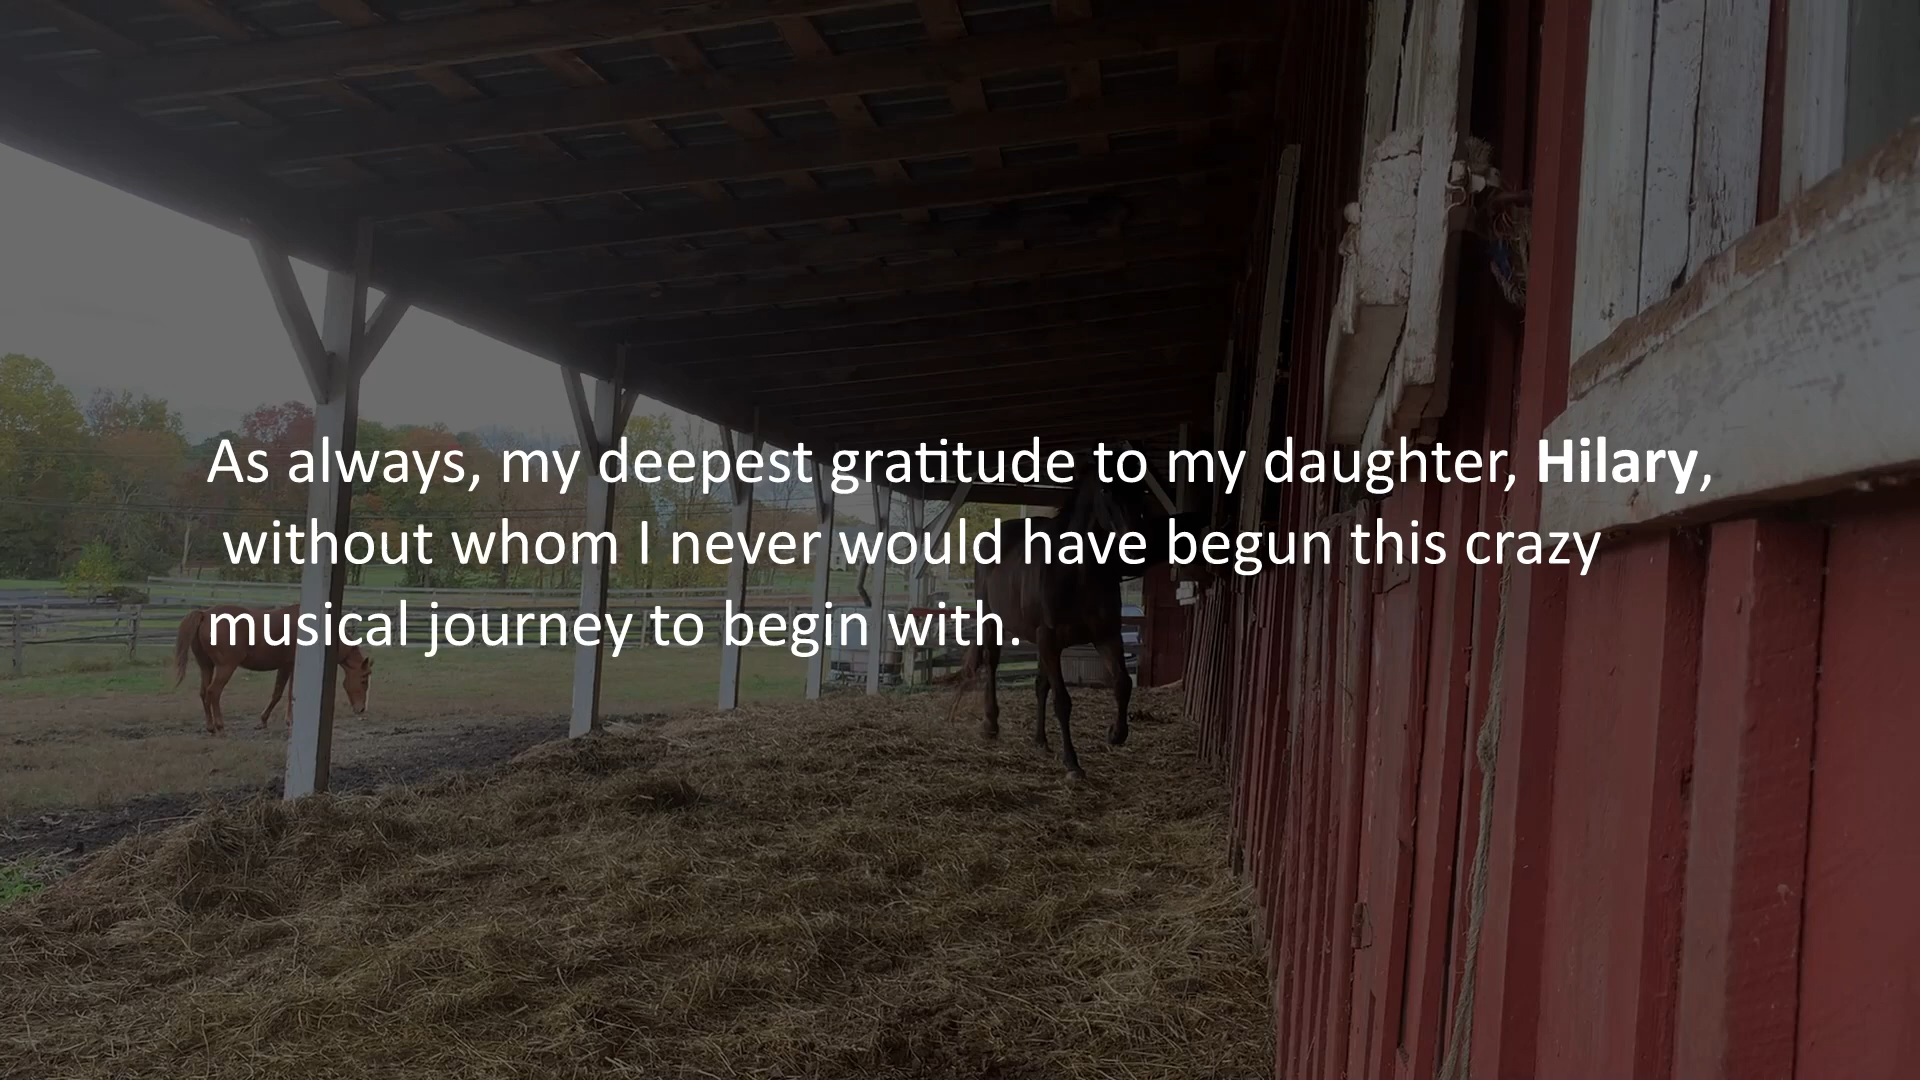 As always, my deepest gratitude to my daughter, Hilary,
without whom I never would have begun this crazy
musical journey to begin with.